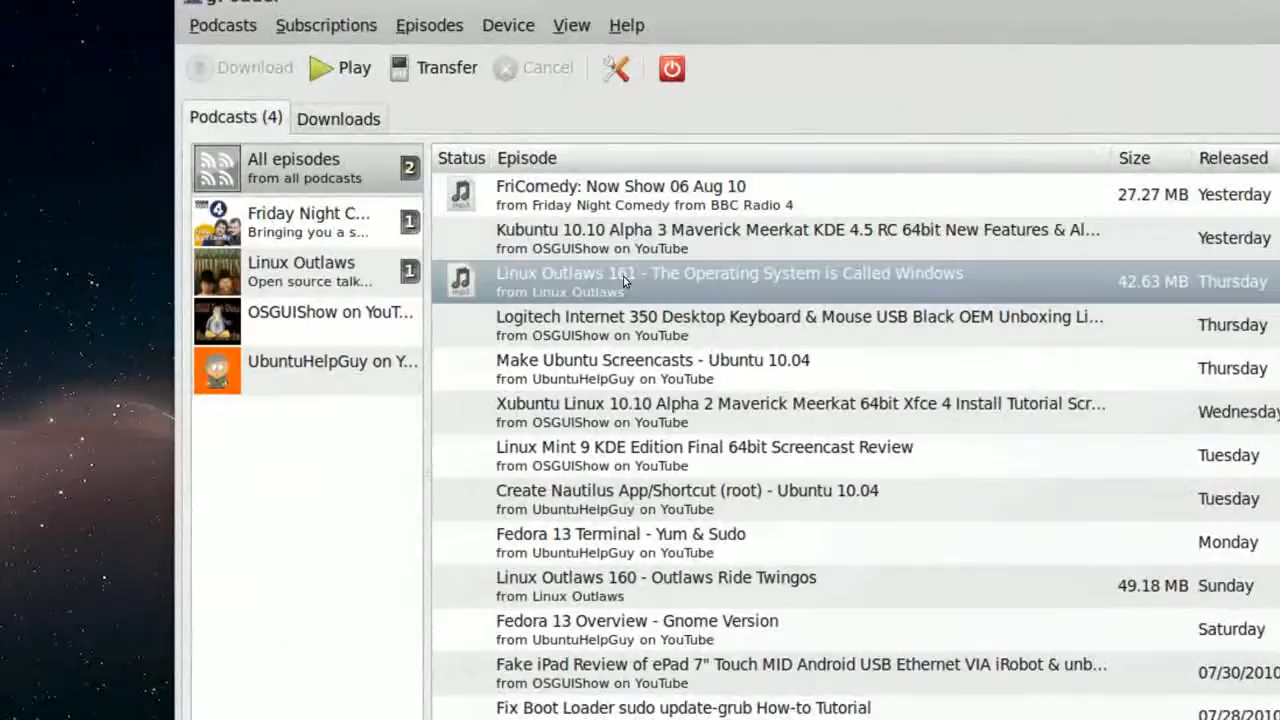 Podcasts Subscriptions Episodes Device View Help
Download Play Transfer Cancel
Podcasts (4) Downloads
All episodes 2
from all podcasts
Friday Night C... 1
Bringing you a s...
Linux Outlaws 1
Open source talk...
OSGUIShow on YouT...
UbuntuHelpGuy on Y...
Status Episode Size Released
FriComedy: Now Show 06 Aug 10 27.27 MB Yesterday
from Friday Night Comedy from BBC Radio 4
Kubuntu 10.10 Alpha 3 Maverick Meerkat KDE 4.5 RC 64bit New Features & Al... Yesterday
from OSGUIShow on YouTube
Linux Outlaws 161 - The Operating System is Called Windows 42.63 MB Thursday
from Linux Outlaws
Logitech Internet 350 Desktop Keyboard & Mouse USB Black OEM Unboxing Li... Thursday
from OSGUIShow on YouTube
Make Ubuntu Screencasts - Ubuntu 10.04 Thursday
from UbuntuHelpGuy on YouTube
Xubuntu Linux 10.10 Alpha 2 Maverick Meerkat 64bit Xfce 4 Install Tutorial Scr... Wednesday
from OSGUIShow on YouTube
Linux Mint 9 KDE Edition Final 64bit Screencast Review Tuesday
from OSGUIShow on YouTube
Create Nautilus App/Shortcut (root) - Ubuntu 10.04 Tuesday
from UbuntuHelpGuy on YouTube
Fedora 13 Terminal - Yum & Sudo Monday
from UbuntuHelpGuy on YouTube
Linux Outlaws 160 - Outlaws Ride Twingos 49.18 MB Sunday
from Linux Outlaws
Fedora 13 Overview - Gnome Version Saturday
from UbuntuHelpGuy on YouTube
Fake iPad Review of ePad 7" Touch MID Android USB Ethernet VIA iRobot & unb... 07/30/2010
from OSGUIShow on YouTube
Fix Boot Loader sudo update-grub How-to Tutorial 07/28/2010